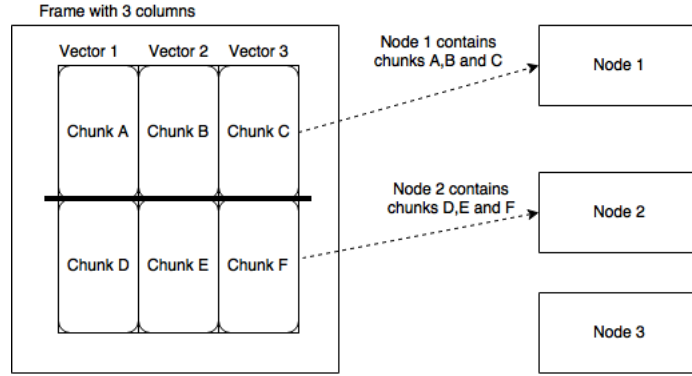 Frame with 3 columns
Vector 1 Vector 2 Vector 3
Chunk A Chunk B Chunk C
Chunk D Chunk E Chunk F
Node 1 contains
chunks A,B and C
Node 2 contains
chunks D,E and F
Node 1
Node 2
Node 3